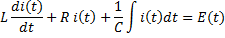 L di(t)/dt + R i(t) + 1/C ∫ i(t)dt = E(t)